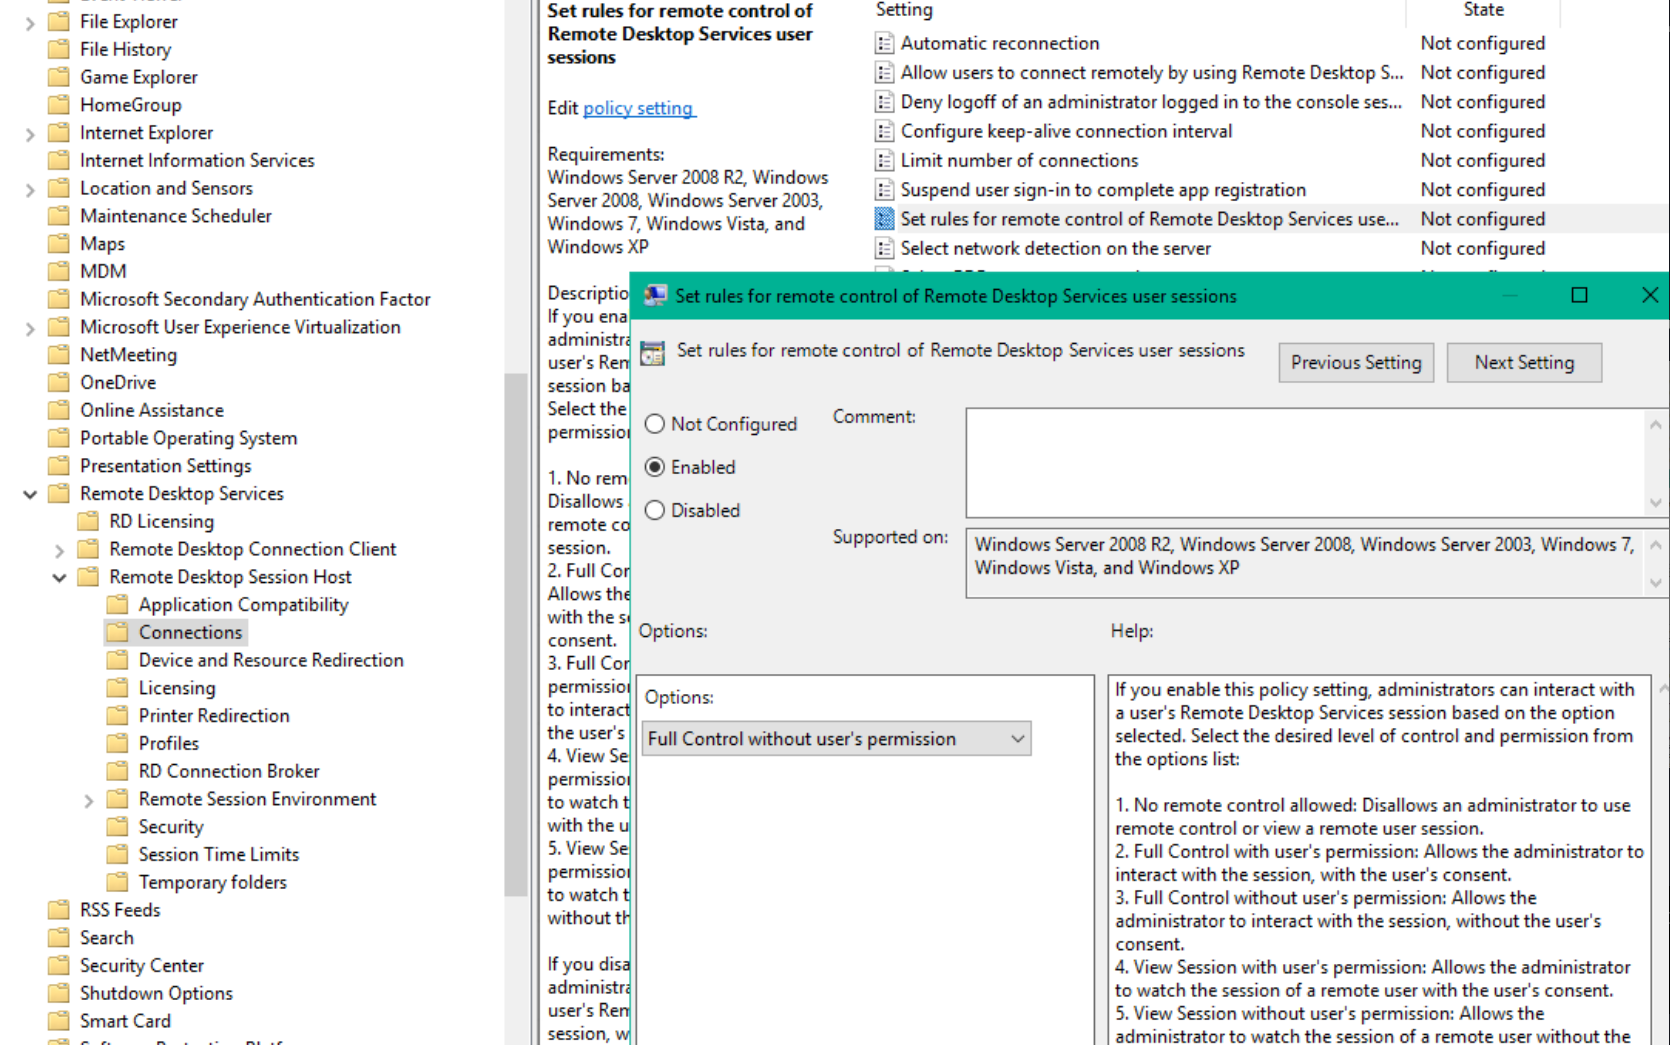 File Explorer
File History
Game Explorer
HomeGroup
Internet Explorer
Internet Information Services
Location and Sensors
Maintenance Scheduler
Maps
MDM
Microsoft Secondary Authentication Factor
Microsoft User Experience Virtualization
NetMeeting
OneDrive
Online Assistance
Portable Operating System
Presentation Settings
Remote Desktop Services
RD Licensing
Remote Desktop Connection Client
Remote Desktop Session Host
Application Compatibility
Connections
Device and Resource Redirection
Licensing
Printer Redirection
Profiles
RD Connection Broker
Remote Session Environment
Security
Session Time Limits
Temporary folders
RSS Feeds
Search
Security Center
Shutdown Options
Smart Card
Set rules for remote control of
Remote Desktop Services user
sessions
Edit policy setting
Requirements:
Windows Server 2008 R2, Windows
Server 2008, Windows Server 2003,
Windows 7, Windows Vista, and
Windows XP
Descriptio
If you ena
administra
user's Rem
session ba
Select the
permission
1. No rem
Disallows
remote co
session.
2. Full Cor
Allows the
with the se
consent.
3. Full Cor
permission
to interact
the user's
4. View Se
permission
to watch t
with the u
5. View Se
permission
to watch t
without th
If you disa
administra
user's Rem
session, w
Setting State
Automatic reconnection Not configured
Allow users to connect remotely by using Remote Desktop S... Not configured
Deny logoff of an administrator logged in to the console ses... Not configured
Configure keep-alive connection interval Not configured
Limit number of connections Not configured
Suspend user sign-in to complete app registration Not configured
Set rules for remote control of Remote Desktop Services use... Not configured
Select network detection on the server Not configured
Set rules for remote control of Remote Desktop Services user sessions
Set rules for remote control of Remote Desktop Services user sessions
Previous Setting
Next Setting
Not Configured
Enabled
Disabled
Comment:
Supported on:
Windows Server 2008 R2, Windows Server 2008, Windows Server 2003, Windows 7,
Windows Vista, and Windows XP
Options:
Help:
Options:
Full Control without user's permission
If you enable this policy setting, administrators can interact with
a user's Remote Desktop Services session based on the option
selected. Select the desired level of control and permission from
the options list:
1. No remote control allowed: Disallows an administrator to use
remote control or view a remote user session.
2. Full Control with user's permission: Allows the administrator to
interact with the session, with the user's consent.
3. Full Control without user's permission: Allows the
administrator to interact with the session, without the user's
consent.
4. View Session with user's permission: Allows the administrator
to watch the session of a remote user with the user's consent.
5. View Session without user's permission: Allows the
administrator to watch the session of a remote user without the